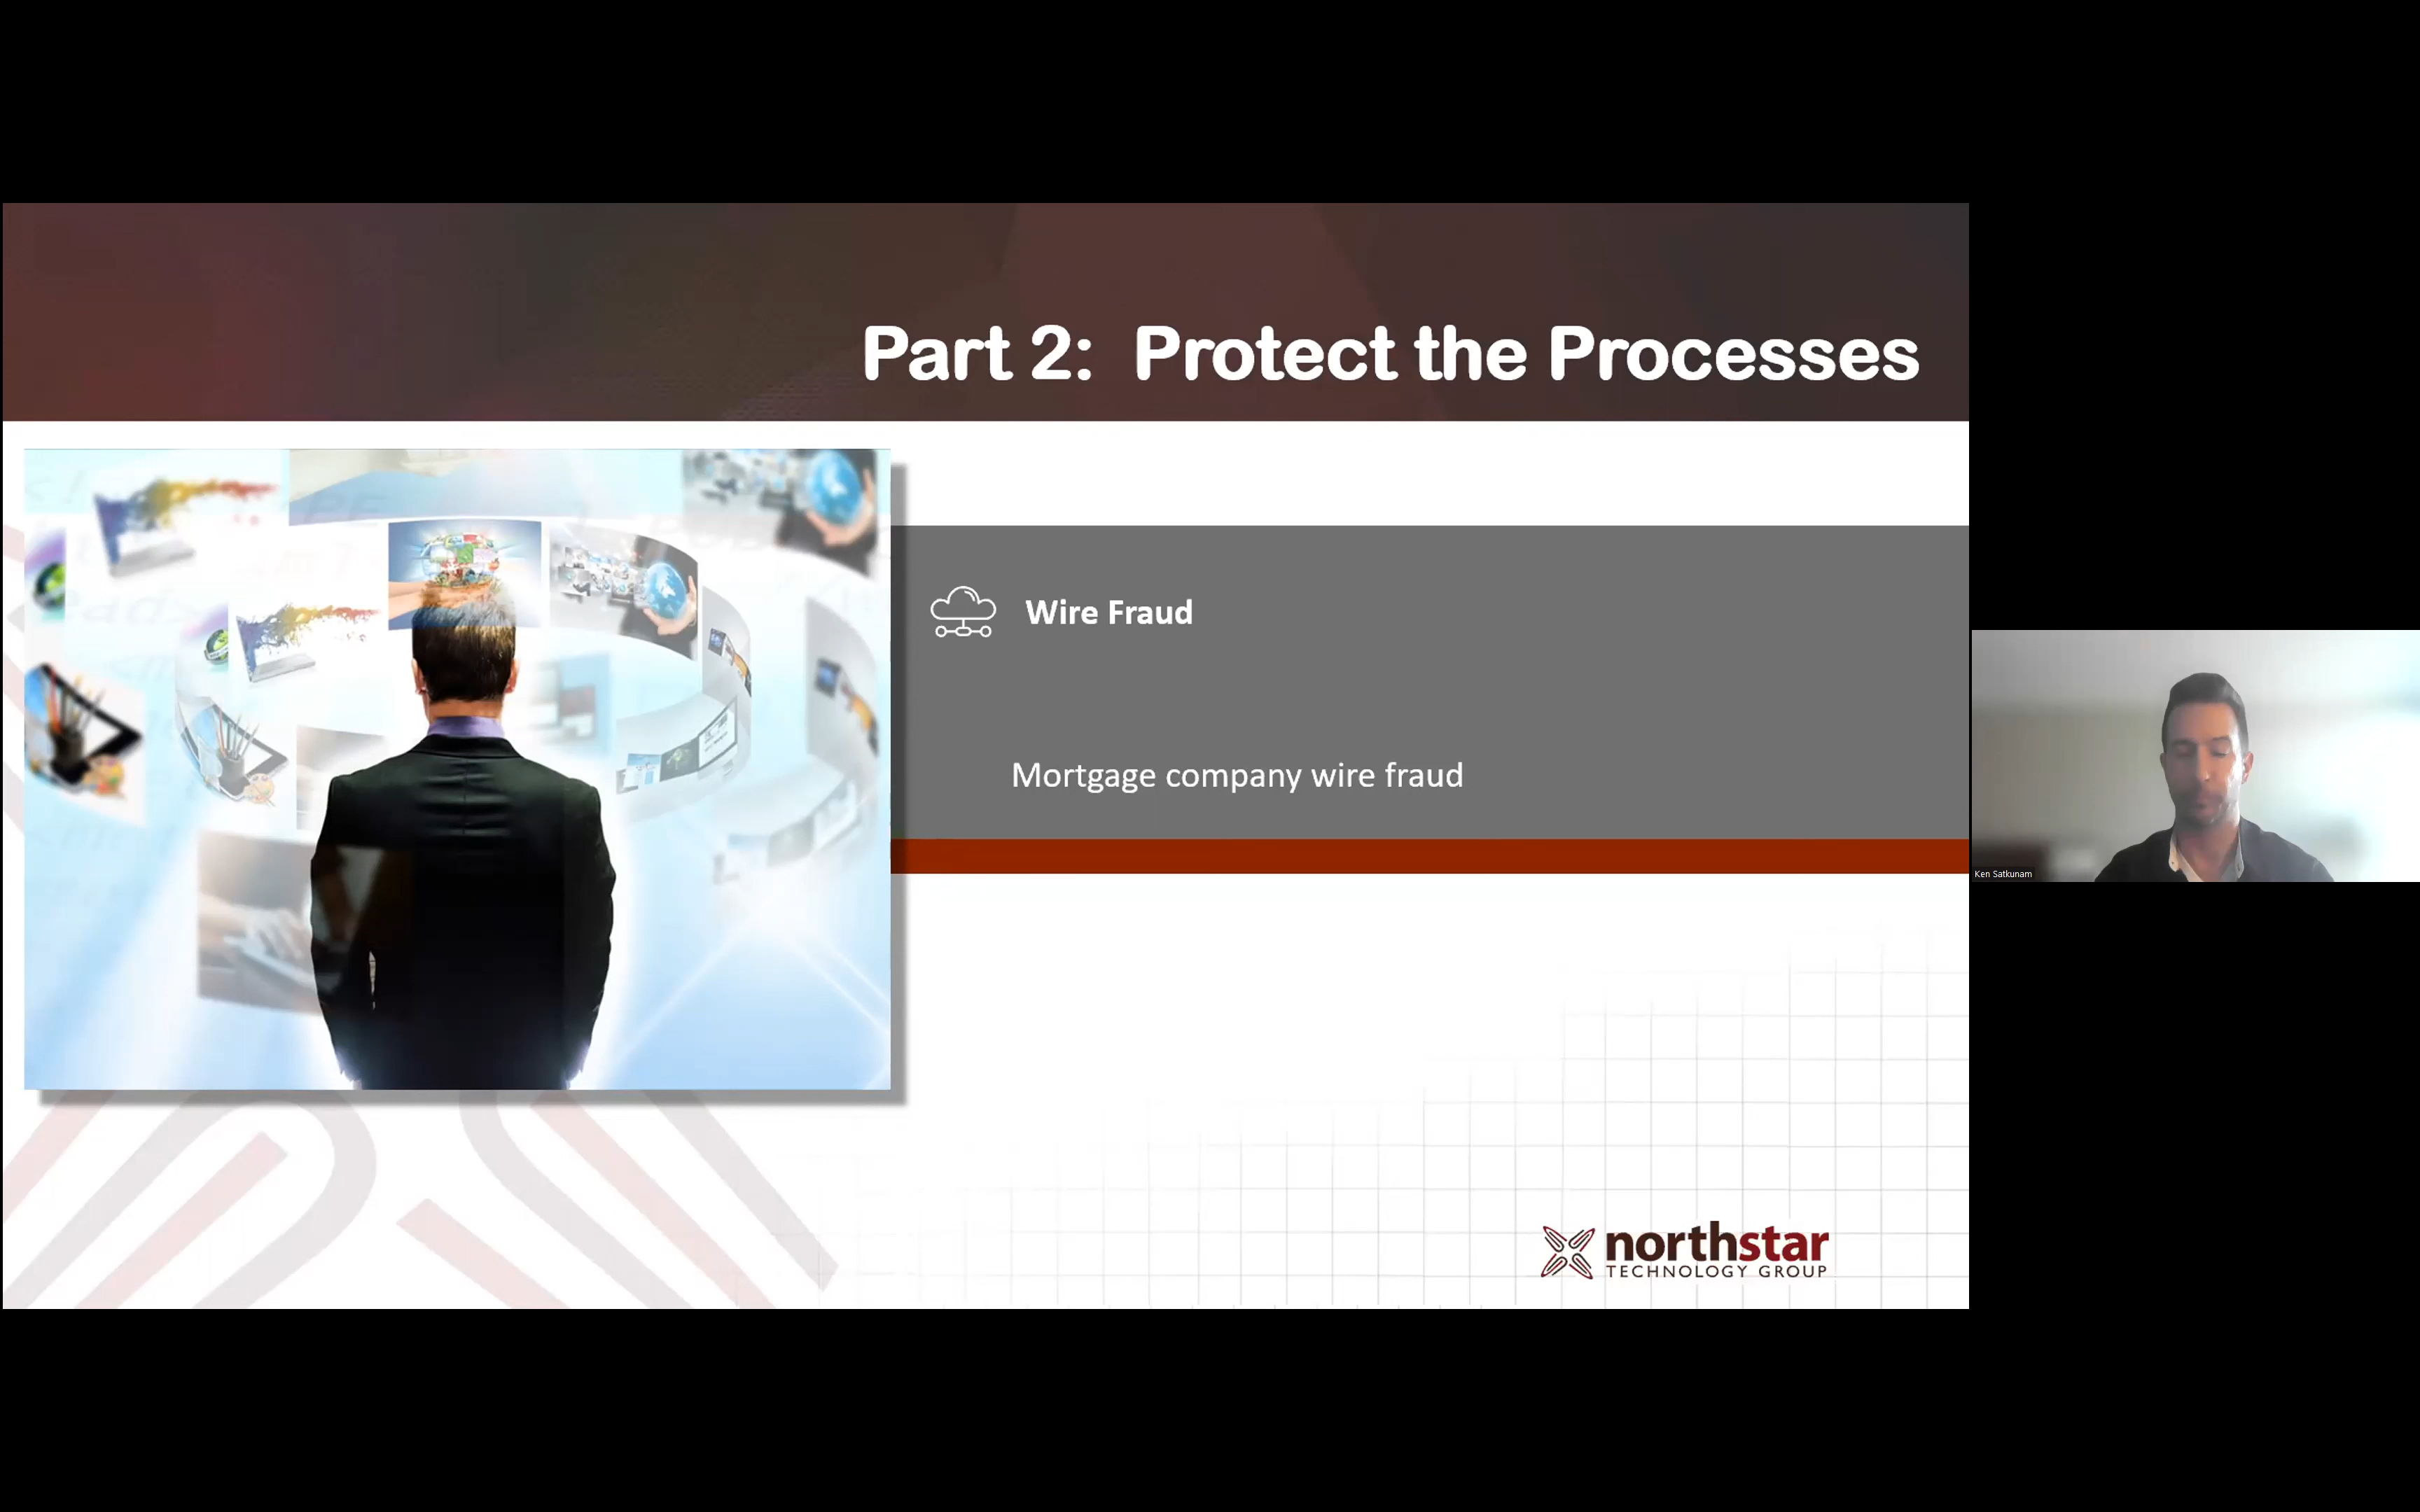 Part 2: Protect the Processes
Wire Fraud
Mortgage company wire fraud
Ken Satkunam
northstar
TECHNOLOGY GROUP